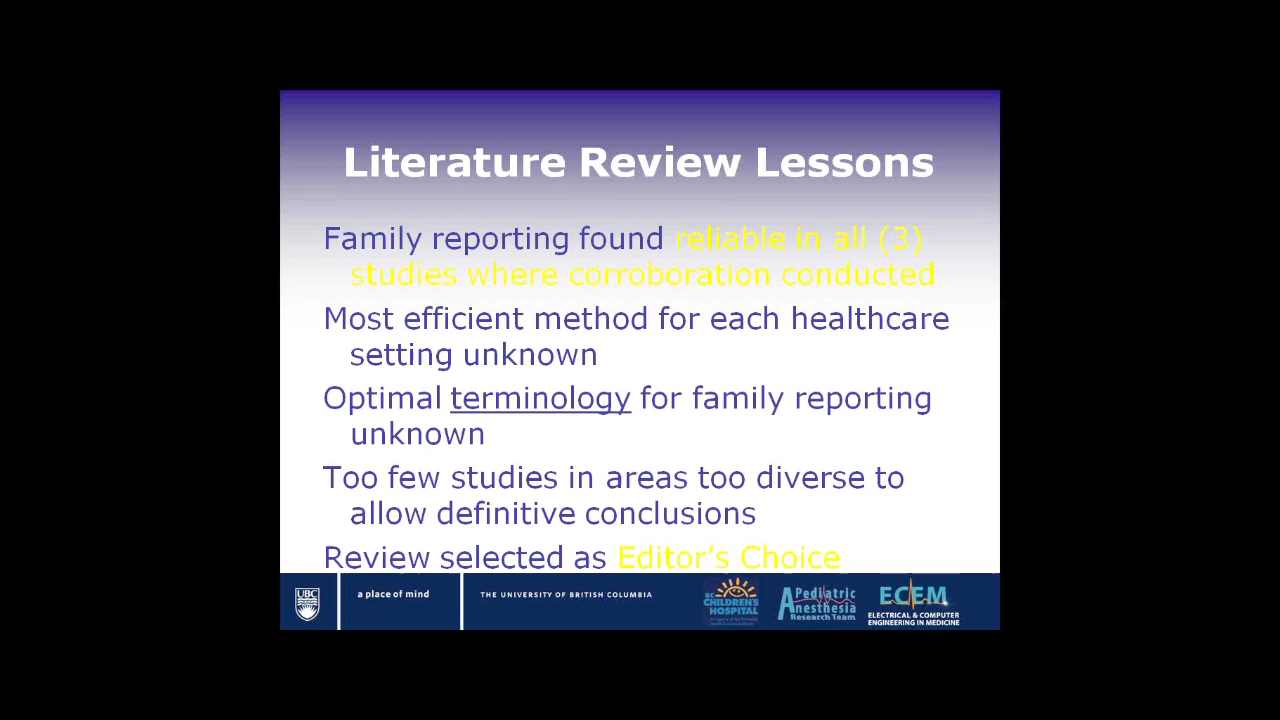 Literature Review Lessons
Family reporting found reliable in all (3)
studies where corroboration conducted
Most efficient method for each healthcare
setting unknown
Optimal terminology for family reporting
unknown
Too few studies in areas too diverse to
allow definitive conclusions
Review selected as Editor's Choice
UBC
a place of mind
THE UNIVERSITY OF BRITISH COLUMBIA
BC
CHILDREN'S
HOSPITAL
Pediatric
Anesthesia
Research Team
ECEM
ELECTRICAL & COMPUTER
ENGINEERING IN MEDICINE